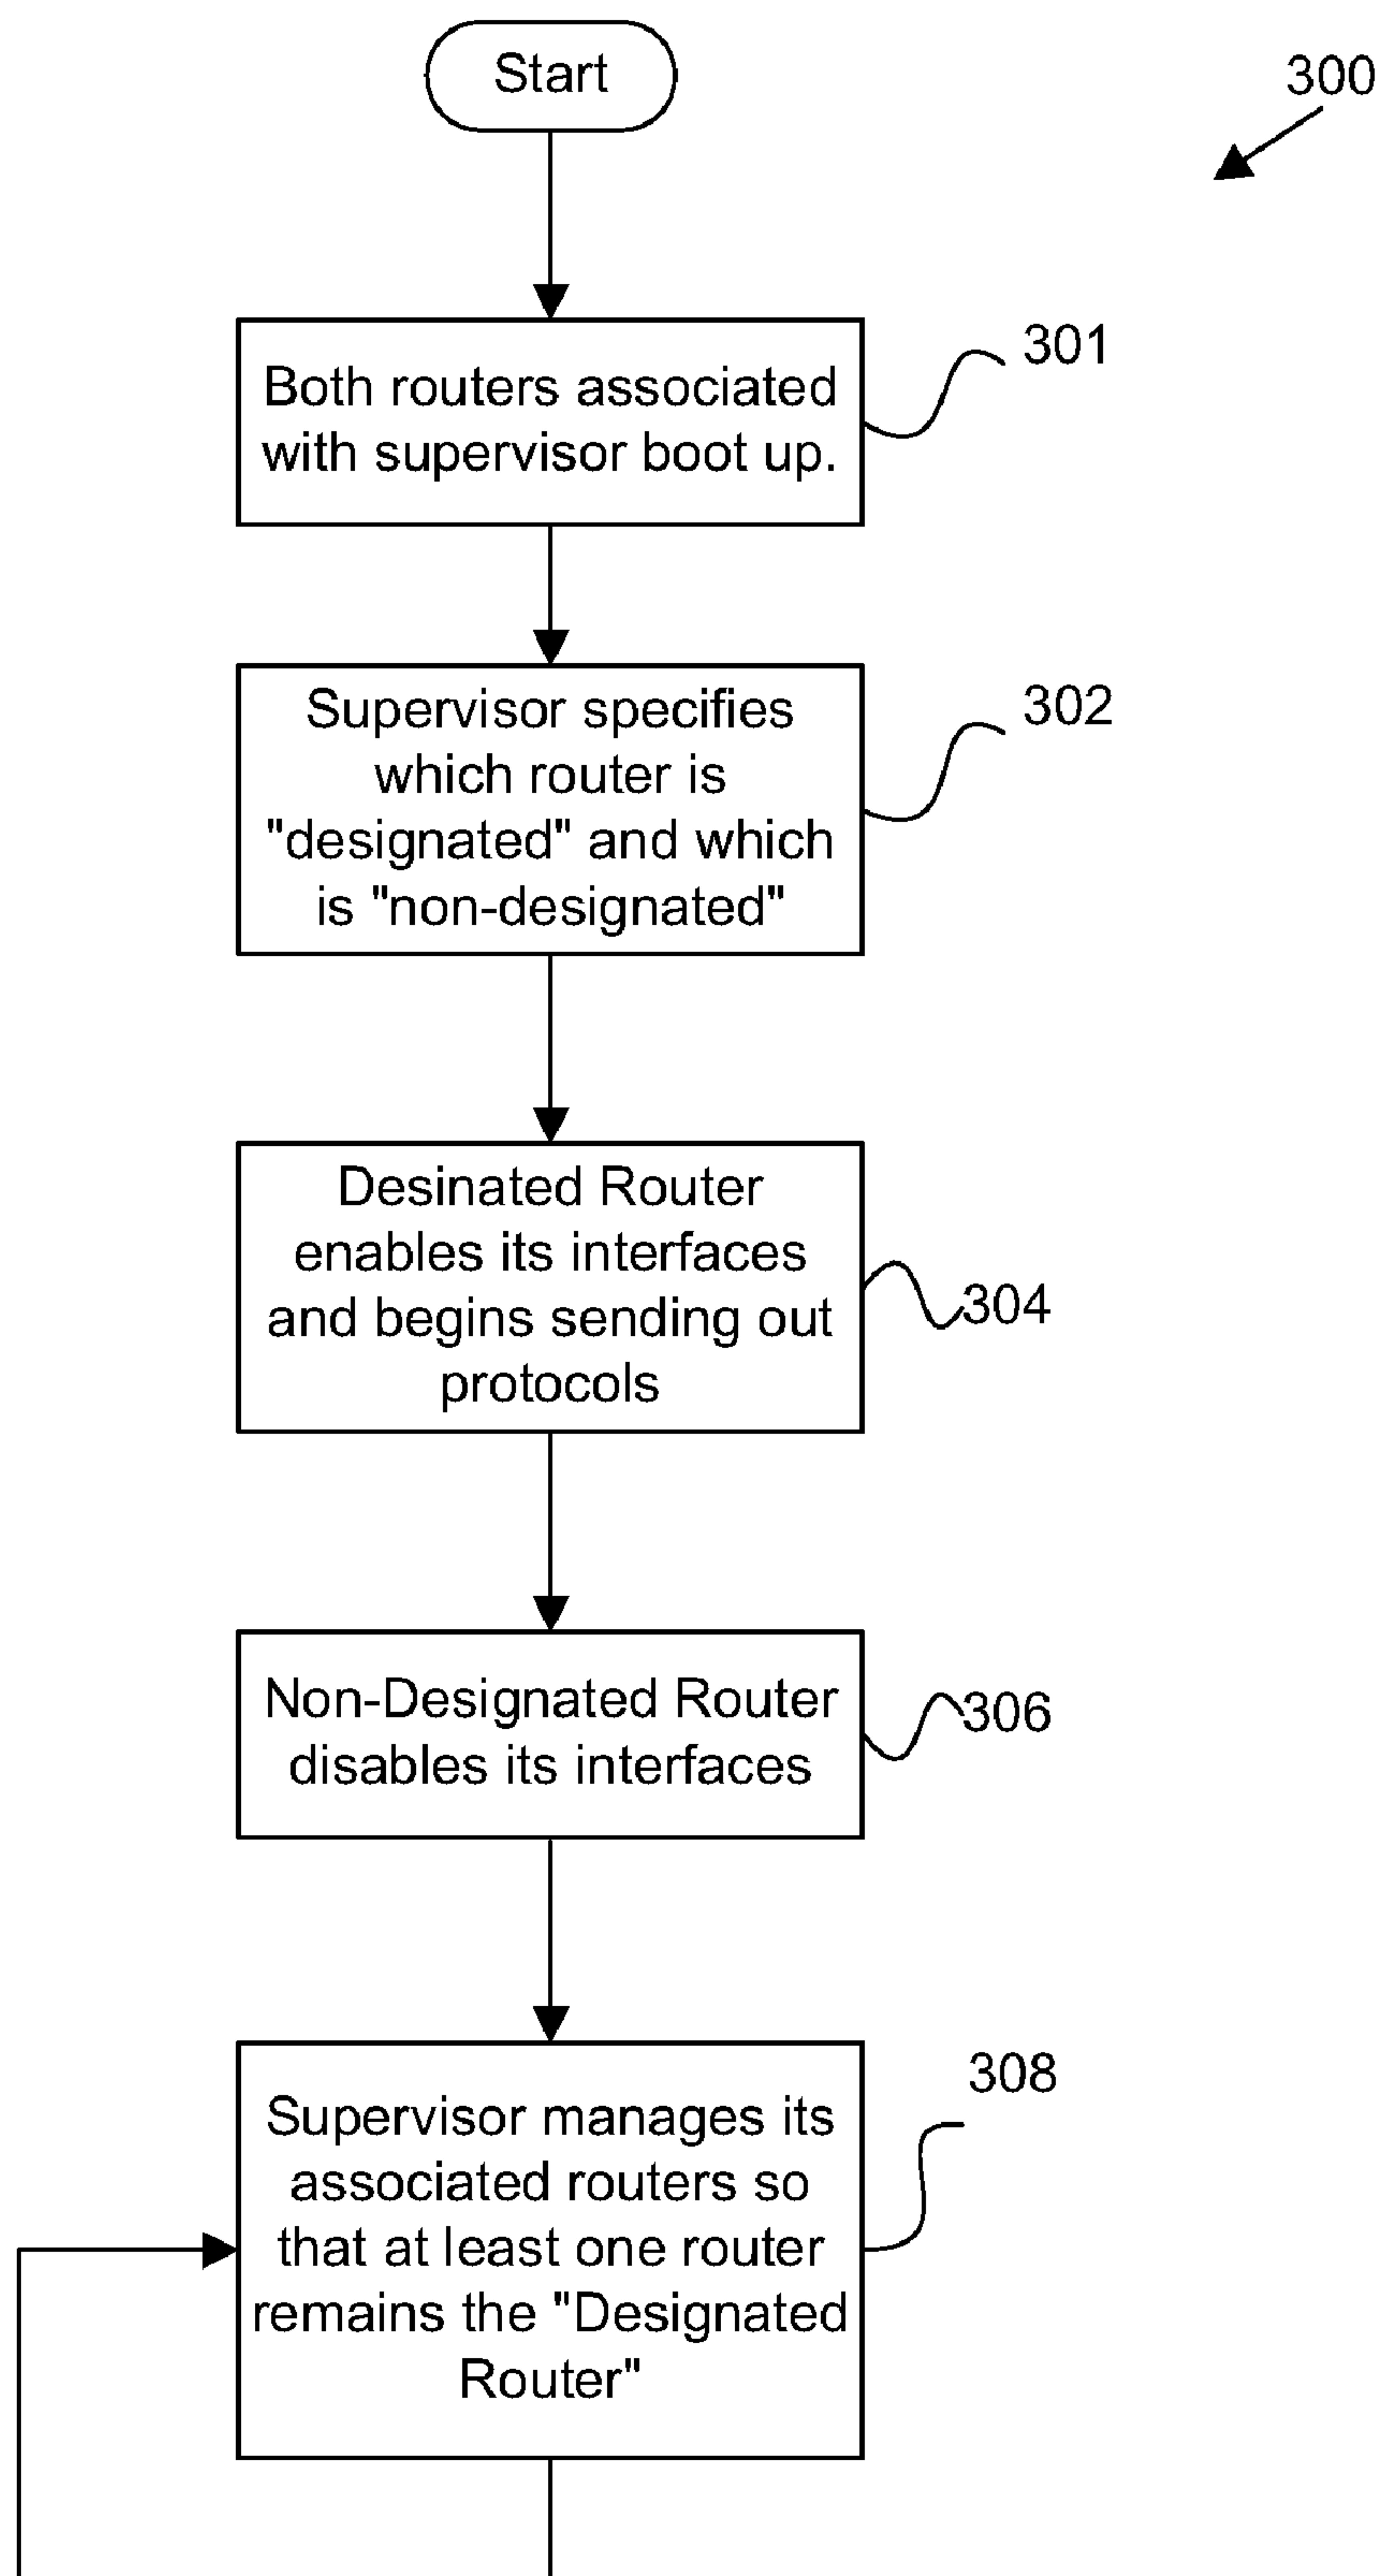 Start
300
Both routers associated
with supervisor boot up.
301
Supervisor specifies
which router is
"designated" and which
is "non-designated"
302
Desinated Router
enables its interfaces
and begins sending out
protocols
304
Non-Designated Router
disables its interfaces
306
Supervisor manages its
associated routers so
that at least one router
remains the "Designated
Router"
308